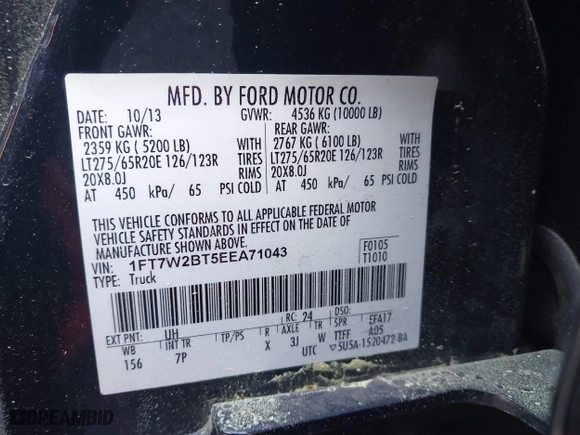 MFD. BY FORD MOTOR CO.
DATE: 10/13 GVWR: 4536 KG (10000 LB)
FRONT GAWR: REAR GAWR:
2359 KG ( 5200 LB) WITH 2767 KG ( 6100 LB) WITH
LT275/65R20E 126/123R TIRES LT275/65R20E 126/123R TIRES
20X8.0J RIMS 20X8.0J RIMS
AT 450 kPa/ 65 PSI COLD AT 450 kPa/ 65 PSI COLD
THIS VEHICLE CONFORMS TO ALL APPLICABLE FEDERAL MOTOR
VEHICLE SAFETY STANDARDS IN EFFECT ON THE DATE OF
MANUFACTURE SHOWN ABOVE.
VIN: 1FT7W2BT5EEA71043 F0105
TYPE: Truck T1010
EXT PNT: UH RC: 24 DSO:
WB INT TR TP/PS R AXLE TR SPR EFA17
156 7P X 3J W TTFF A05
UTC ▽5U5A-1520472-BA
DREAMBID